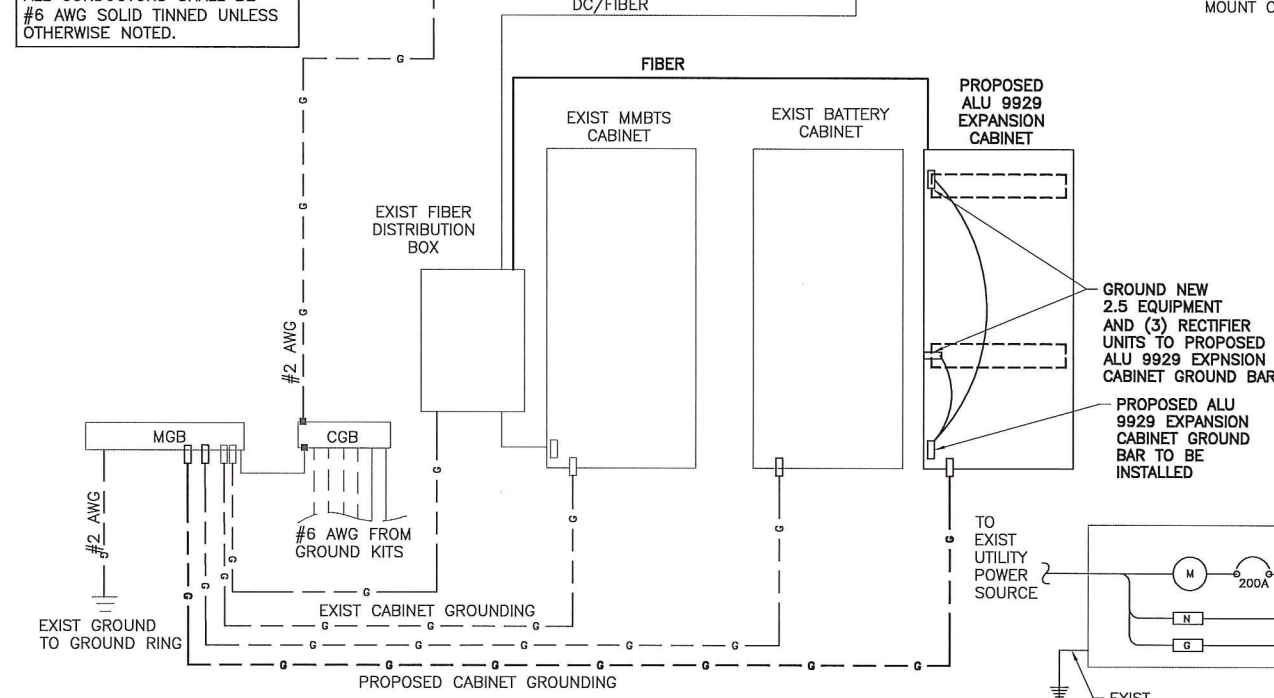 ALL CONDUCTORS SHALL BE
#6 AWG SOLID TINNED UNLESS
OTHERWISE NOTED.
DC/FIBER
MOUNT
G
FIBER
PROPOSED
ALU 9929
EXPANSION
CABINET
EXIST MMBTS
CABINET
EXIST BATTERY
CABINET
G
G
G
EXIST FIBER
DISTRIBUTION
BOX
#2 AWG
GROUND NEW
2.5 EQUIPMENT
AND (3) RECTIFIER
UNITS TO PROPOSED
ALU 9929 EXPNSION
CABINET GROUND BAR
PROPOSED ALU
9929 EXPANSION
CABINET GROUND
BAR TO BE
INSTALLED
MGB
CGB
#2 AWG
G
#6 AWG FROM
GROUND KITS
G
G
G
G
TO
EXIST
UTILITY
POWER
SOURCE
M
200A
N
G
G
G
G
G
G
EXIST CABINET GROUNDING
G
G
G
EXIST GROUND
TO GROUND RING
G
G
G
G
G
G
G
G
G
G
G
G
PROPOSED CABINET GROUNDING
EXIST